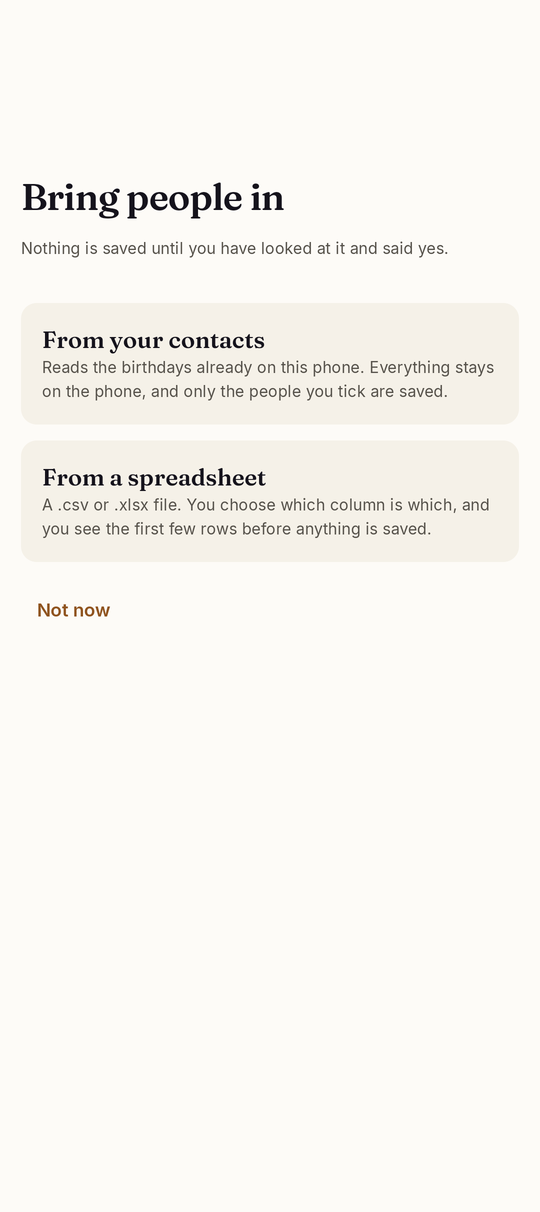 Bring people in
Nothing is saved until you have looked at it and said yes.
From your contacts
Reads the birthdays already on this phone. Everything stays
on the phone, and only the people you tick are saved.
From a spreadsheet
A .csv or .xlsx file. You choose which column is which, and
you see the first few rows before anything is saved.
Not now